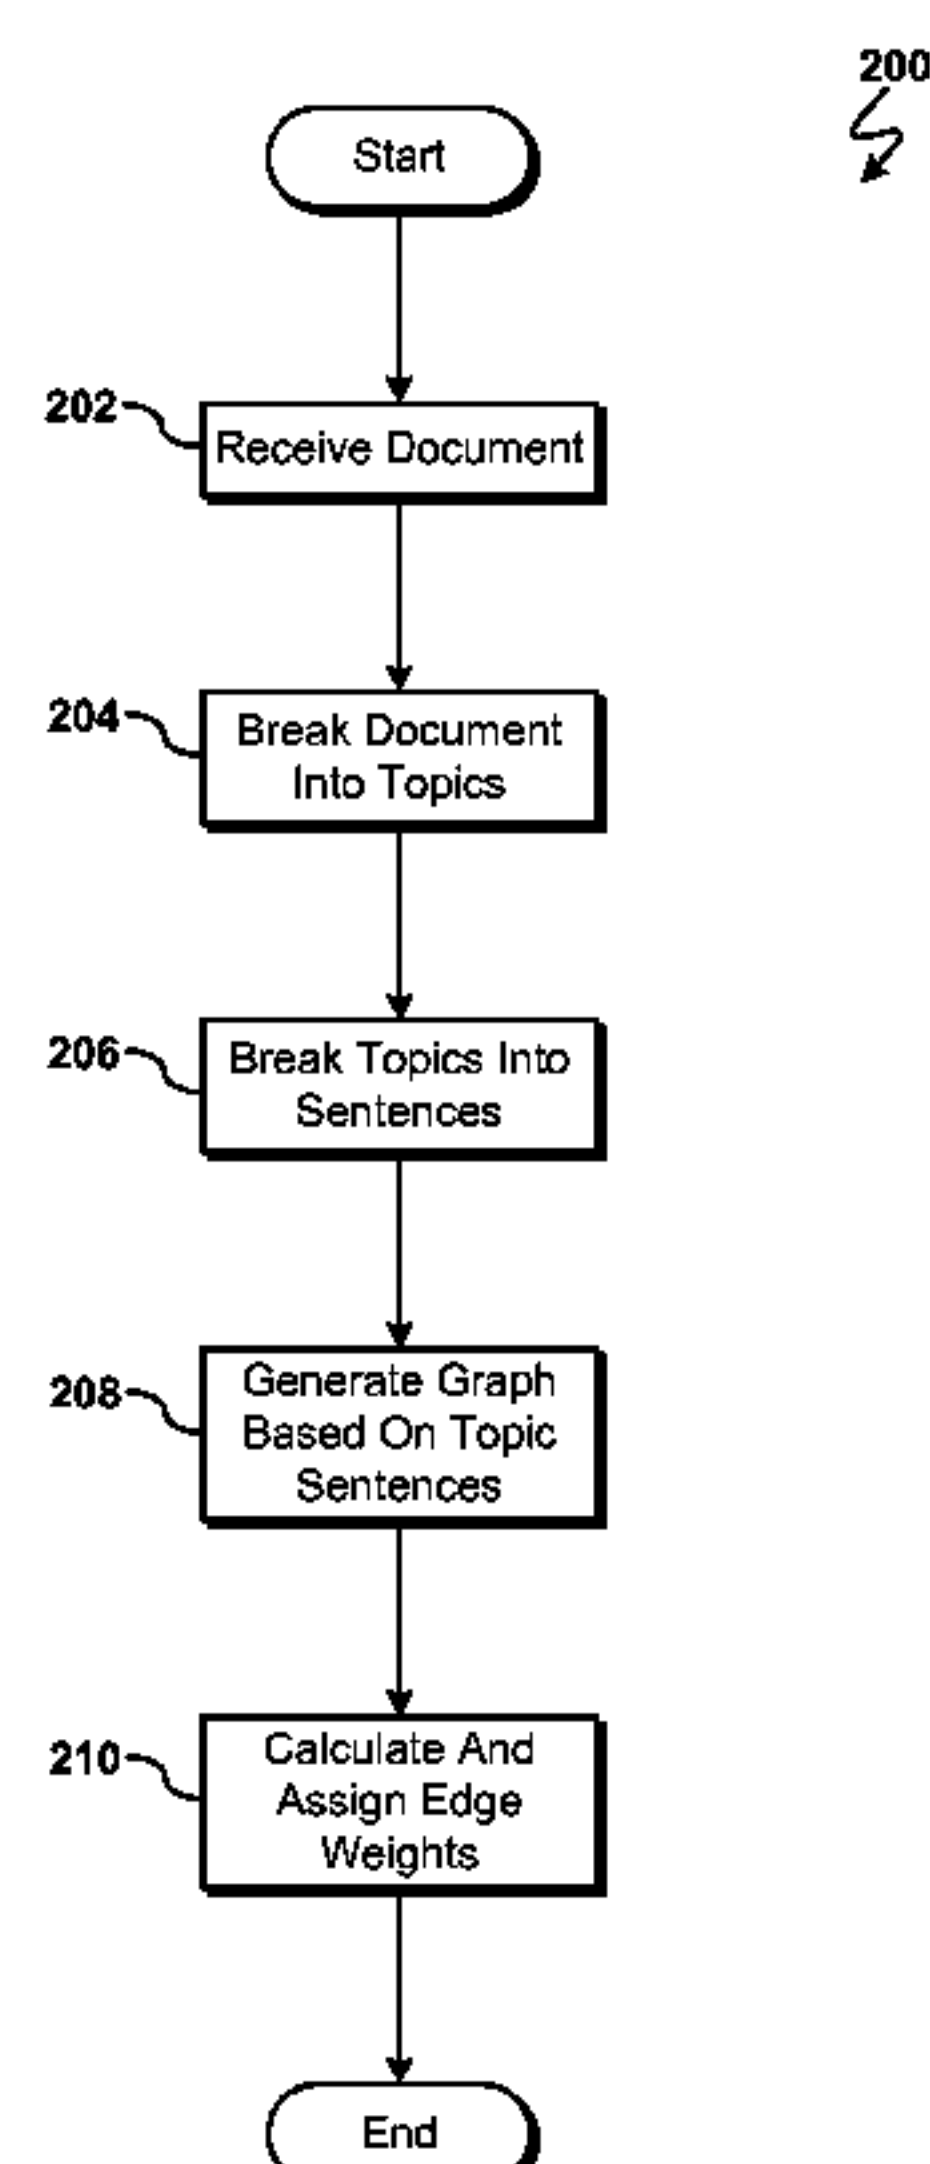 200
Start
202
Receive Document
204
Break Document
Into Topics
206
Break Topics Into
Sentences
208
Generate Graph
Based On Topic
Sentences
210
Calculate And
Assign Edge
Weights
End